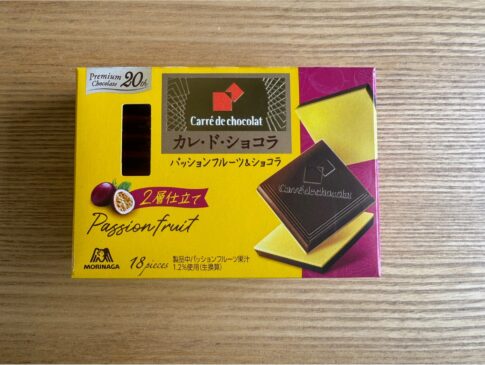 Premium
Chocolate
20th
Carré de chocolat
カレ・ド・ショコラ
パッションフルーツ&ショコラ
2層仕立て
Passion fruit
Carré de chocolat
MORINAGA
18 pieces
製品中パッションフルーツ果汁
1.2%使用(生換算)